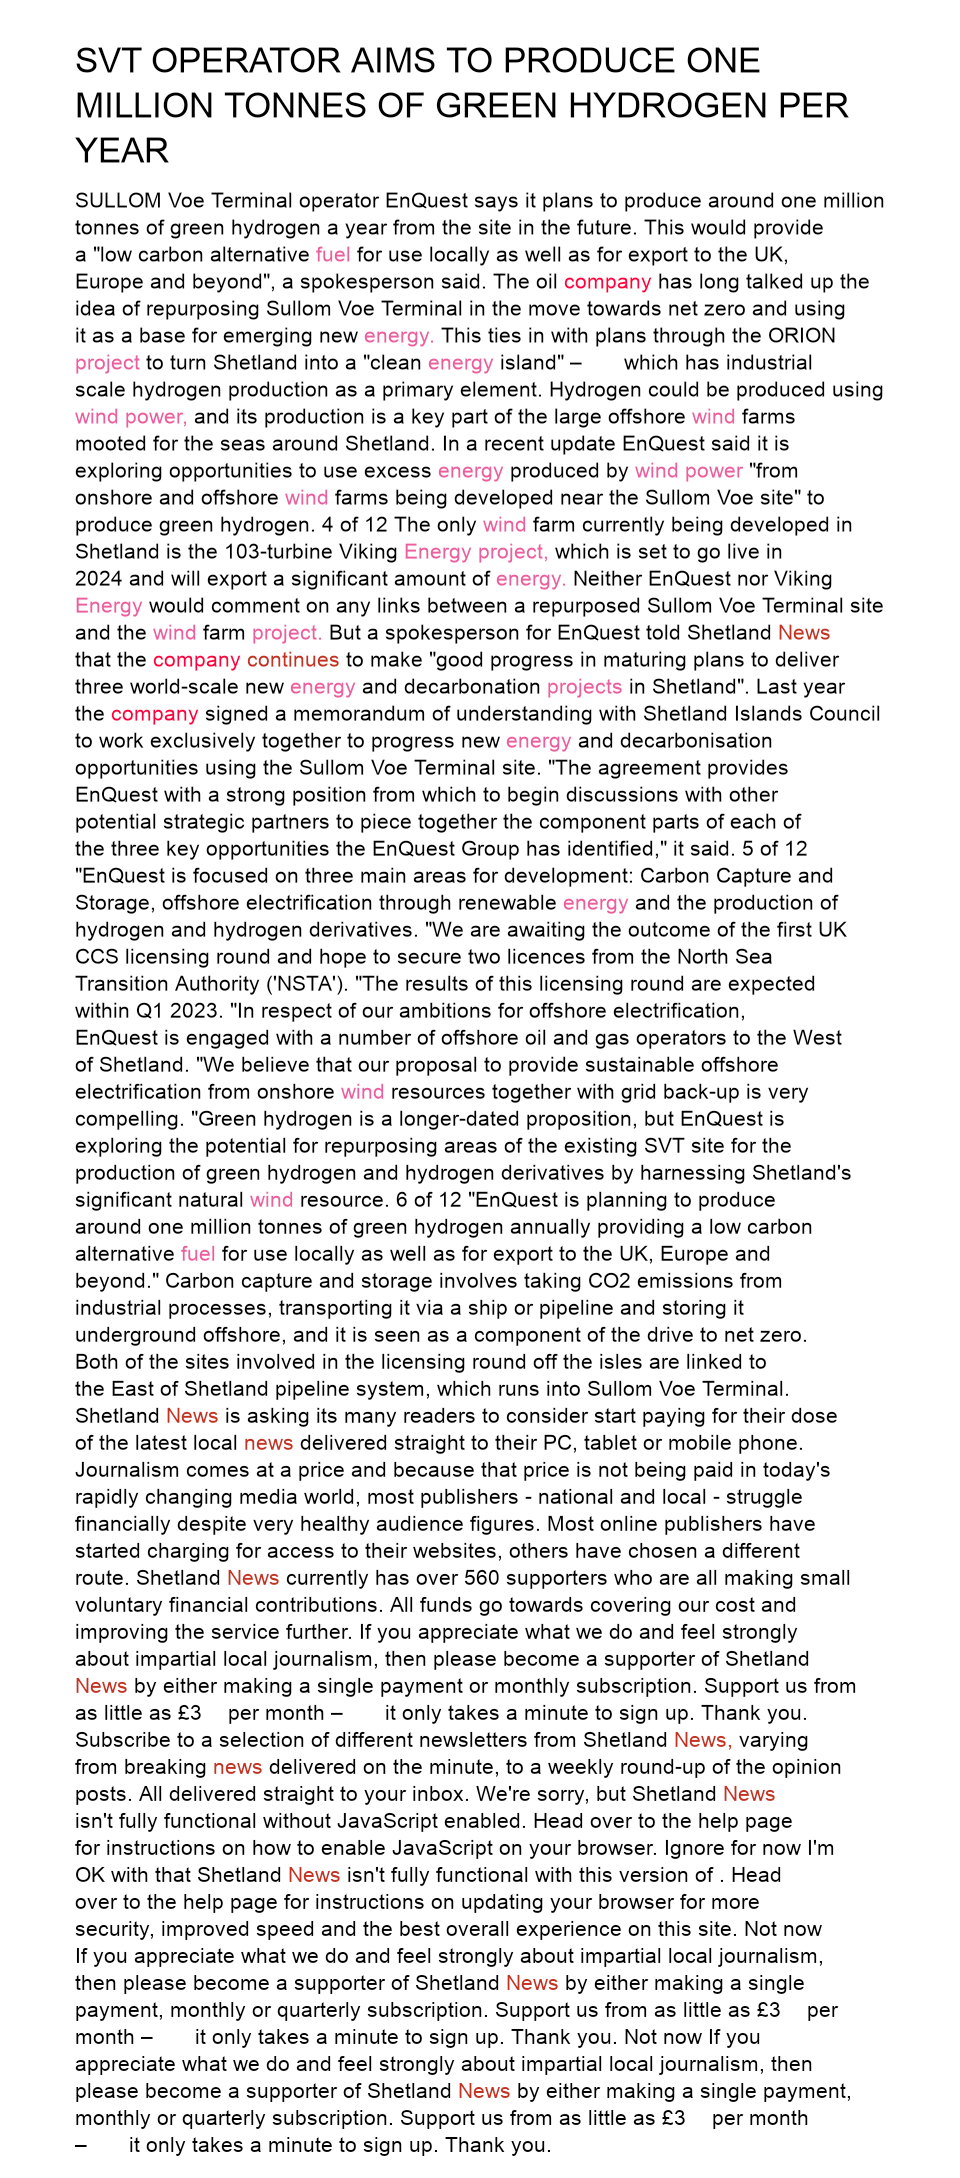 SVT OPERATOR AIMS TO PRODUCE ONE
MILLION TONNES OF GREEN HYDROGEN PER
YEAR
SULLOM Voe Terminal operator EnQuest says it plans to produce around one million
tonnes of green hydrogen a year from the site in the future. This would provide
a "low carbon alternative fuel for use locally as well as for export to the UK,
Europe and beyond", a spokesperson said. The oil company has long talked up the
idea of repurposing Sullom Voe Terminal in the move towards net zero and using
it as a base for emerging new energy. This ties in with plans through the ORION
project to turn Shetland into a "clean energy island" – which has industrial
scale hydrogen production as a primary element. Hydrogen could be produced using
wind power, and its production is a key part of the large offshore wind farms
mooted for the seas around Shetland. In a recent update EnQuest said it is
exploring opportunities to use excess energy produced by wind power "from
onshore and offshore wind farms being developed near the Sullom Voe site" to
produce green hydrogen. 4 of 12 The only wind farm currently being developed in
Shetland is the 103-turbine Viking Energy project, which is set to go live in
2024 and will export a significant amount of energy. Neither EnQuest nor Viking
Energy would comment on any links between a repurposed Sullom Voe Terminal site
and the wind farm project. But a spokesperson for EnQuest told Shetland News
that the company continues to make "good progress in maturing plans to deliver
three world-scale new energy and decarbonation projects in Shetland". Last year
the company signed a memorandum of understanding with Shetland Islands Council
to work exclusively together to progress new energy and decarbonisation
opportunities using the Sullom Voe Terminal site. "The agreement provides
EnQuest with a strong position from which to begin discussions with other
potential strategic partners to piece together the component parts of each of
the three key opportunities the EnQuest Group has identified," it said. 5 of 12
"EnQuest is focused on three main areas for development: Carbon Capture and
Storage, offshore electrification through renewable energy and the production of
hydrogen and hydrogen derivatives. "We are awaiting the outcome of the first UK
CCS licensing round and hope to secure two licences from the North Sea
Transition Authority ('NSTA'). "The results of this licensing round are expected
within Q1 2023. "In respect of our ambitions for offshore electrification,
EnQuest is engaged with a number of offshore oil and gas operators to the West
of Shetland. "We believe that our proposal to provide sustainable offshore
electrification from onshore wind resources together with grid back-up is very
compelling. "Green hydrogen is a longer-dated proposition, but EnQuest is
exploring the potential for repurposing areas of the existing SVT site for the
production of green hydrogen and hydrogen derivatives by harnessing Shetland's
significant natural wind resource. 6 of 12 "EnQuest is planning to produce
around one million tonnes of green hydrogen annually providing a low carbon
alternative fuel for use locally as well as for export to the UK, Europe and
beyond." Carbon capture and storage involves taking CO2 emissions from
industrial processes, transporting it via a ship or pipeline and storing it
underground offshore, and it is seen as a component of the drive to net zero.
Both of the sites involved in the licensing round off the isles are linked to
the East of Shetland pipeline system, which runs into Sullom Voe Terminal.
Shetland News is asking its many readers to consider start paying for their dose
of the latest local news delivered straight to their PC, tablet or mobile phone.
Journalism comes at a price and because that price is not being paid in today's
rapidly changing media world, most publishers - national and local - struggle
financially despite very healthy audience figures. Most online publishers have
started charging for access to their websites, others have chosen a different
route. Shetland News currently has over 560 supporters who are all making small
voluntary financial contributions. All funds go towards covering our cost and
improving the service further. If you appreciate what we do and feel strongly
about impartial local journalism, then please become a supporter of Shetland
News by either making a single payment or monthly subscription. Support us from
as little as £3 per month – it only takes a minute to sign up. Thank you.
Subscribe to a selection of different newsletters from Shetland News, varying
from breaking news delivered on the minute, to a weekly round-up of the opinion
posts. All delivered straight to your inbox. We're sorry, but Shetland News
isn't fully functional without JavaScript enabled. Head over to the help page
for instructions on how to enable JavaScript on your browser. Ignore for now I'm
OK with that Shetland News isn't fully functional with this version of . Head
over to the help page for instructions on updating your browser for more
security, improved speed and the best overall experience on this site. Not now
If you appreciate what we do and feel strongly about impartial local journalism,
then please become a supporter of Shetland News by either making a single
payment, monthly or quarterly subscription. Support us from as little as £3 per
month – it only takes a minute to sign up. Thank you. Not now If you
appreciate what we do and feel strongly about impartial local journalism, then
please become a supporter of Shetland News by either making a single payment,
monthly or quarterly subscription. Support us from as little as £3 per month
– it only takes a minute to sign up. Thank you.